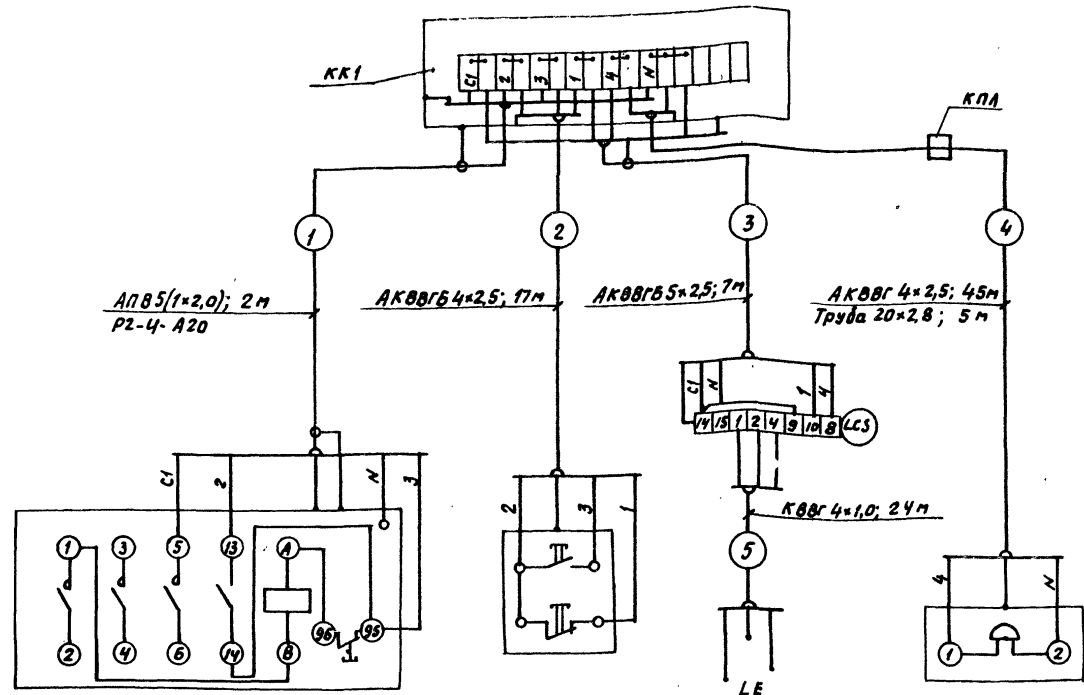 КК1
С1 2 3 1 4 N
КПЛ
1
2
3
4
АПВ 5(1×2,0); 2м
Р2-Ч-А20
АКВВГБ 4×2,5; 17м
АКВВГБ 5×2,5; 7м
АКВВГ 4×2,5; 45м
Труба 20×2,8; 5м
С1 N 1 4
14 15 1 2 4 9 10 8 LCS
С1 2 N 3
2 3 1
КВВГ 4×1,0; 24м
5
4 N
1 3 5 13 А
96 95
2 4 6 14 В
1 2
LE